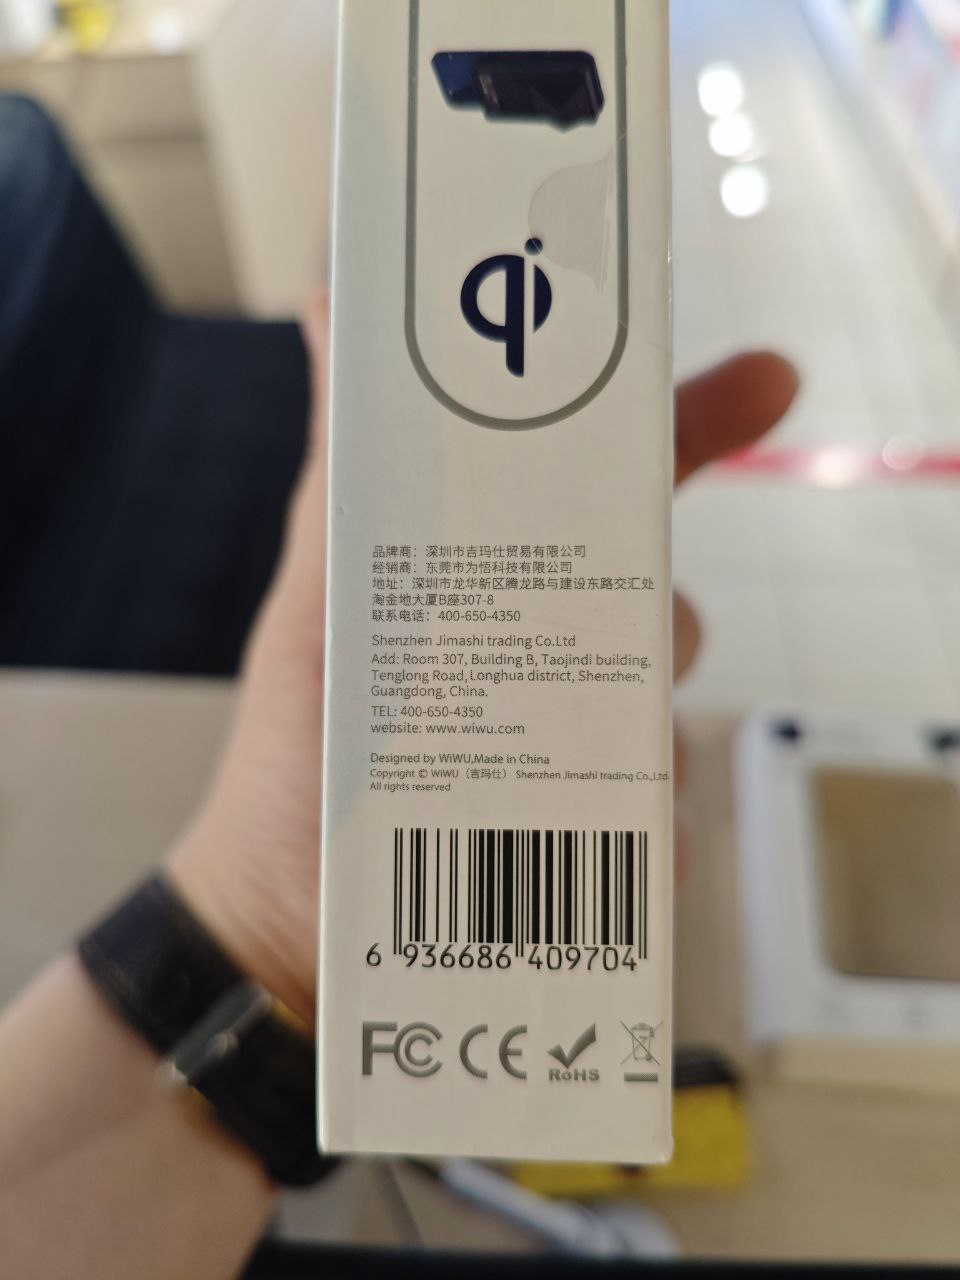 qi
品牌商：深圳市吉玛仕贸易有限公司
经销商：东莞市为悟科技有限公司
地址：深圳市龙华新区腾龙路与建设东路交汇处
淘金地大厦B座307-8
联系电话：400-650-4350
Shenzhen Jimashi trading Co.Ltd
Add: Room 307, Building B, Taojindi building,
Tenglong Road, Longhua district, Shenzhen,
Guangdong, China.
TEL: 400-650-4350
website: www.wiwu.com
Designed by WiWU,Made in China
Copyright © WiWU（吉玛仕） Shenzhen Jimashi trading Co.,Ltd.
All rights reserved
6 936686 409704
FC CE RoHS